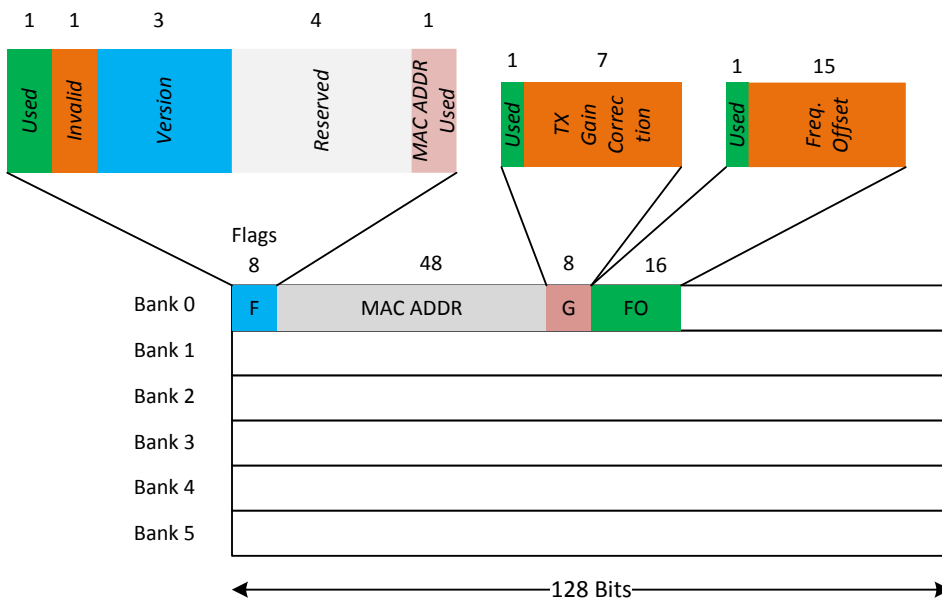 1 1 3 4 1
Used
Invalid
Version
Reserved
MAC ADDR
Used
1 7
Used
TX
Gain
Correc
tion
1 15
Used
Freq.
Offset
Flags
8 48 8 16
Bank 0 F MAC ADDR G FO
Bank 1
Bank 2
Bank 3
Bank 4
Bank 5
128 Bits